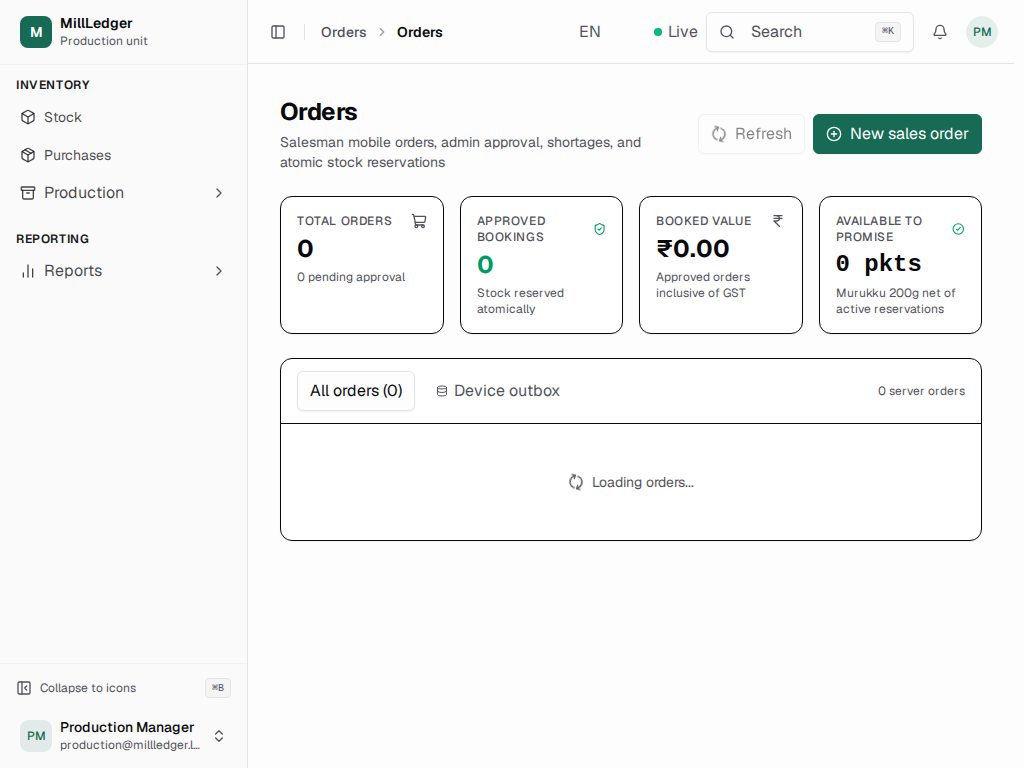 M
MillLedger
Production unit
INVENTORY
Stock
Purchases
Production
REPORTING
Reports
Collapse to icons
⌘B
PM
Production Manager
production@millledger.l...
Orders
Orders
EN
Live
Search
⌘K
PM
Orders
Salesman mobile orders, admin approval, shortages, and
atomic stock reservations
Refresh
New sales order
TOTAL ORDERS
0
0 pending approval
APPROVED
BOOKINGS
0
Stock reserved
atomically
BOOKED VALUE
₹
₹0.00
Approved orders
inclusive of GST
AVAILABLE TO
PROMISE
0 pkts
Murukku 200g net of
active reservations
All orders (0)
Device outbox
0 server orders
Loading orders...